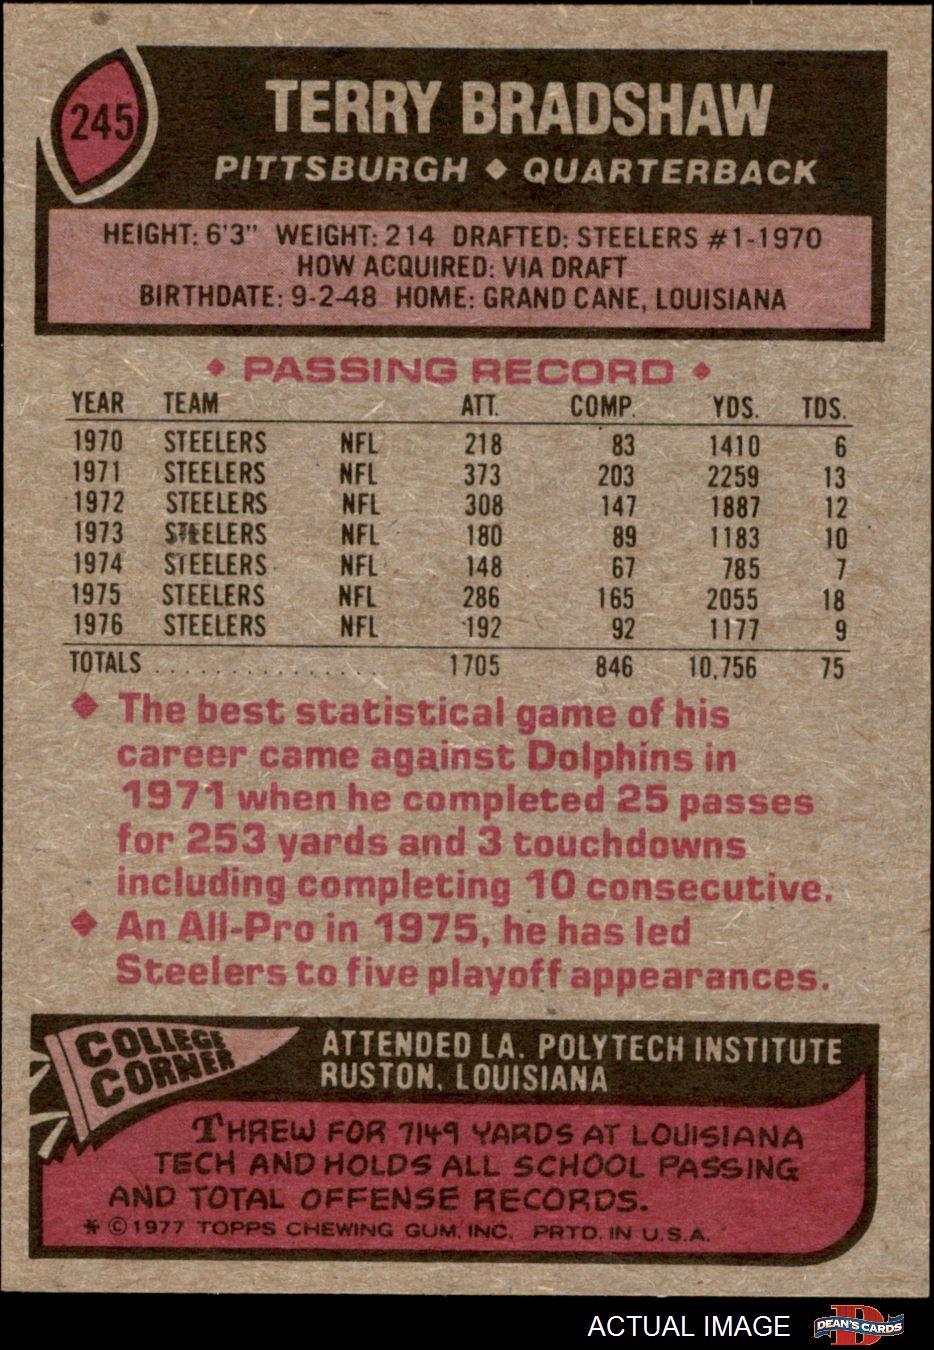 245
TERRY BRADSHAW
PITTSBURGH ◆ QUARTERBACK
HEIGHT: 6'3" WEIGHT: 214 DRAFTED: STEELERS #1-1970
HOW ACQUIRED: VIA DRAFT
BIRTHDATE: 9-2-48 HOME: GRAND CANE, LOUISIANA
◆ PASSING RECORD ◆
YEAR TEAM ATT. COMP. YDS. TDS.
1970 STEELERS NFL 218 83 1410 6
1971 STEELERS NFL 373 203 2259 13
1972 STEELERS NFL 308 147 1887 12
1973 STEELERS NFL 180 89 1183 10
1974 STEELERS NFL 148 67 785 7
1975 STEELERS NFL 286 165 2055 18
1976 STEELERS NFL 192 92 1177 9
TOTALS . . . . . . . . . . . . . . . 1705 846 10,756 75
◆ The best statistical game of his
career came against Dolphins in
1971 when he completed 25 passes
for 253 yards and 3 touchdowns
including completing 10 consecutive.
◆ An All-Pro in 1975, he has led
Steelers to five playoff appearances.
COLLEGE
CORNER
ATTENDED LA. POLYTECH INSTITUTE
RUSTON, LOUISIANA
THREW FOR 7149 YARDS AT LOUISIANA
TECH AND HOLDS ALL SCHOOL PASSING
AND TOTAL OFFENSE RECORDS.
* © 1977 TOPPS CHEWING GUM, INC. PRTD. IN U.S.A.
ACTUAL IMAGE
D
DEAN'S CARDS